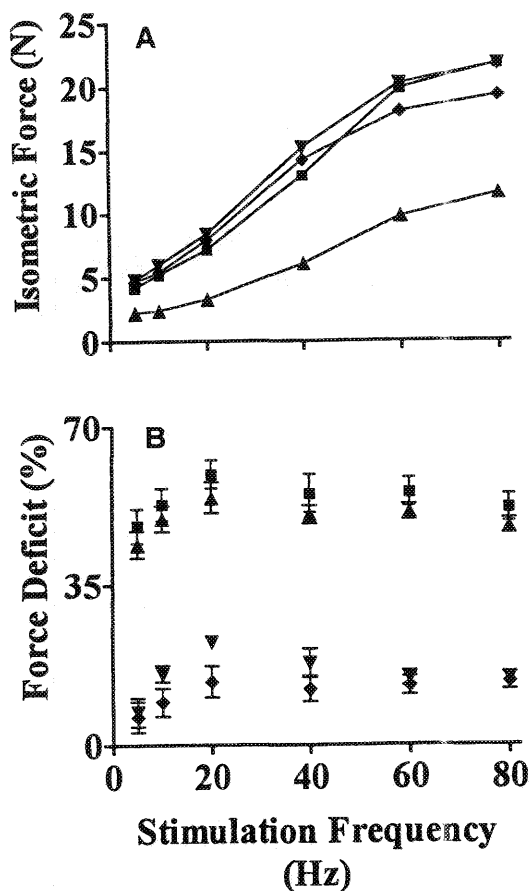 A
Isometric Force (N)
25
20
15
10
5
0
B
Force Deficit (%)
70
35
0
0 20 40 60 80
Stimulation Frequency
(Hz)